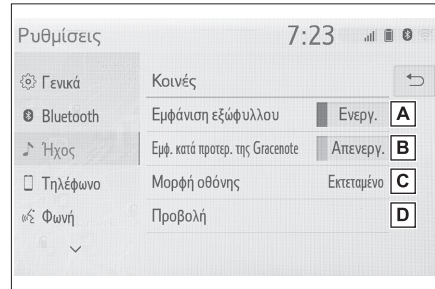 Ρυθμίσεις 7:23
Γενικά
Bluetooth
Ήχος
Τηλέφωνο
Φωνή
Κοινές
Εμφάνιση εξώφυλλου Ενεργ. A
Εμφ. κατά προτερ. της Gracenote Απενεργ. B
Μορφή οθόνης Εκτεταμένο C
Προβολή D